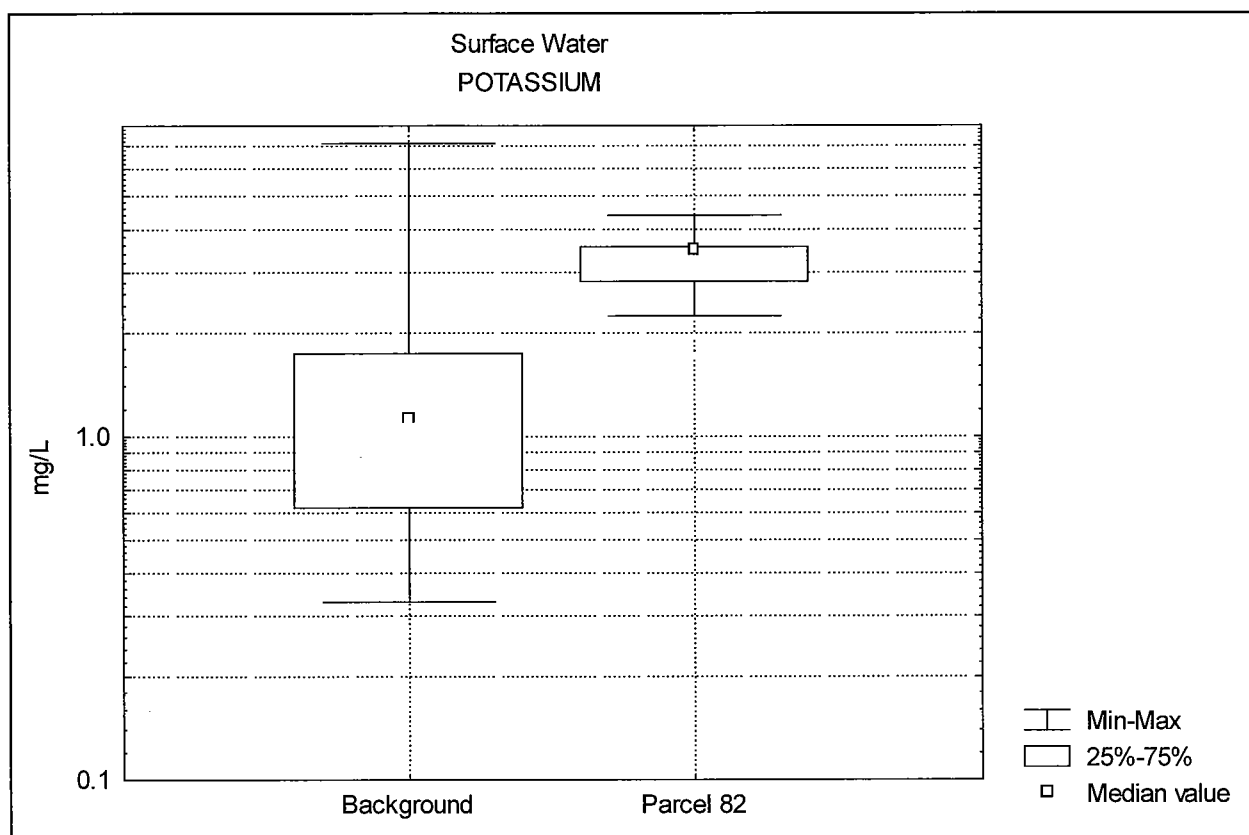 Surface Water
POTASSIUM
mg/L
1.0
0.1
Background
Parcel 82
Min-Max
25%-75%
Median value